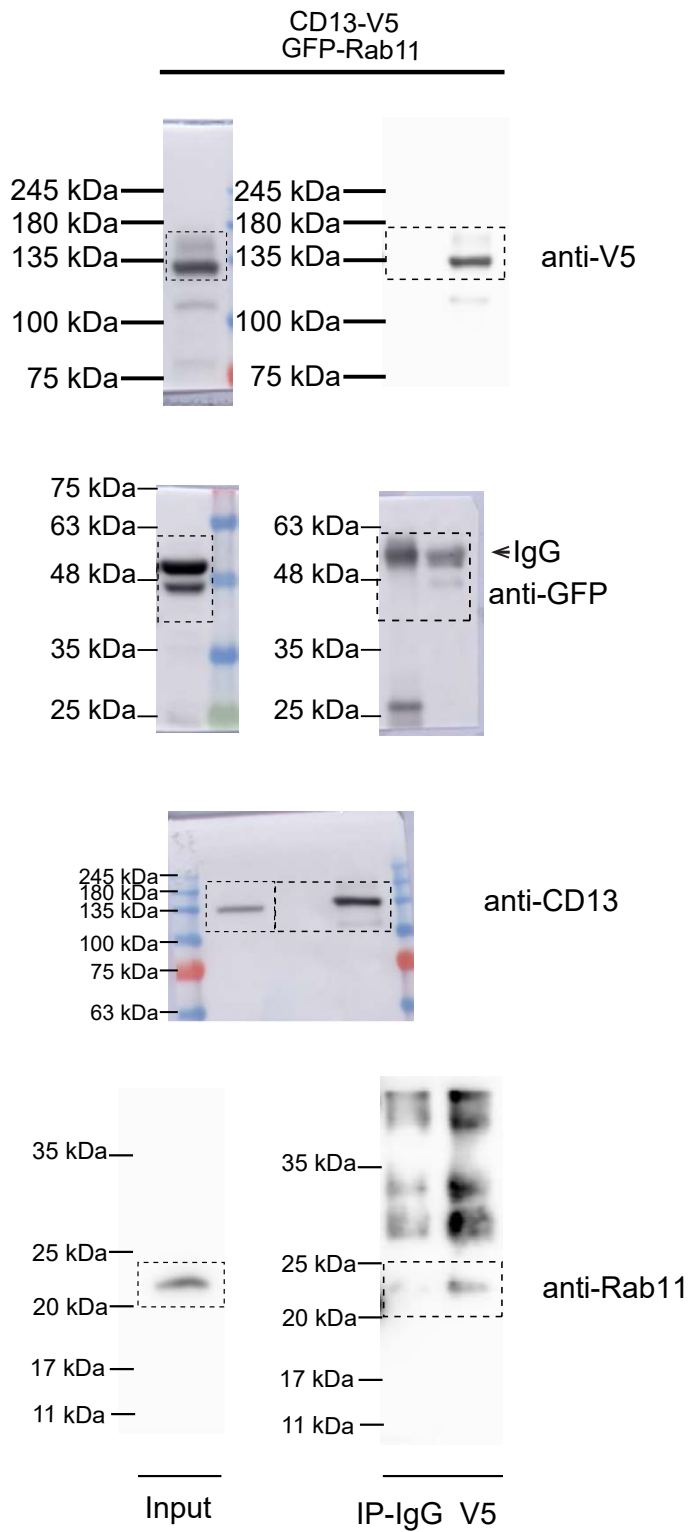 CD13-V5
GFP-Rab11
245 kDa
180 kDa
135 kDa
100 kDa
75 kDa
245 kDa
180 kDa
135 kDa
100 kDa
75 kDa
anti-V5
75 kDa
63 kDa
48 kDa
35 kDa
25 kDa
63 kDa
48 kDa
35 kDa
25 kDa
IgG
anti-GFP
245 kDa
180 kDa
135 kDa
100 kDa
75 kDa
63 kDa
anti-CD13
35 kDa
25 kDa
20 kDa
17 kDa
11 kDa
35 kDa
25 kDa
20 kDa
17 kDa
11 kDa
anti-Rab11
Input
IP-IgG V5